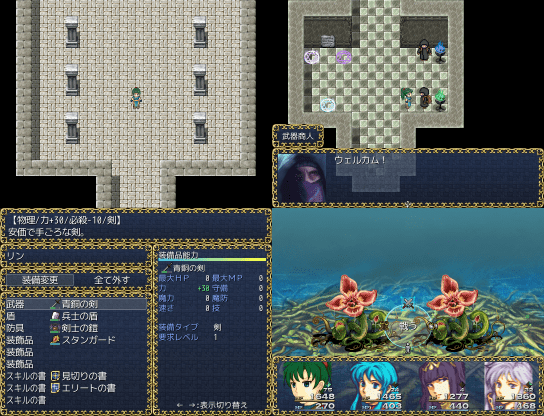 武器商人
ウェルカム！
【物理/力+30/必殺-10/剣】
安価で手ごろな剣。
リン
装備変更 全て外す
武器 青銅の剣
盾 兵士の盾
防具 剣士の鎧
装飾品 スタンガード
装飾品
装飾品
スキルの書 見切りの書
スキルの書 エリートの書
スキルの書
装備品能力
青銅の剣
最大HP 0 最大MP 0
力 +30 守備 0
魔力 0 魔防 0
速さ 0 技 0
装備タイプ 剣
要求レベル 1
← →:表示切り替え
戦う
270 403 440 168